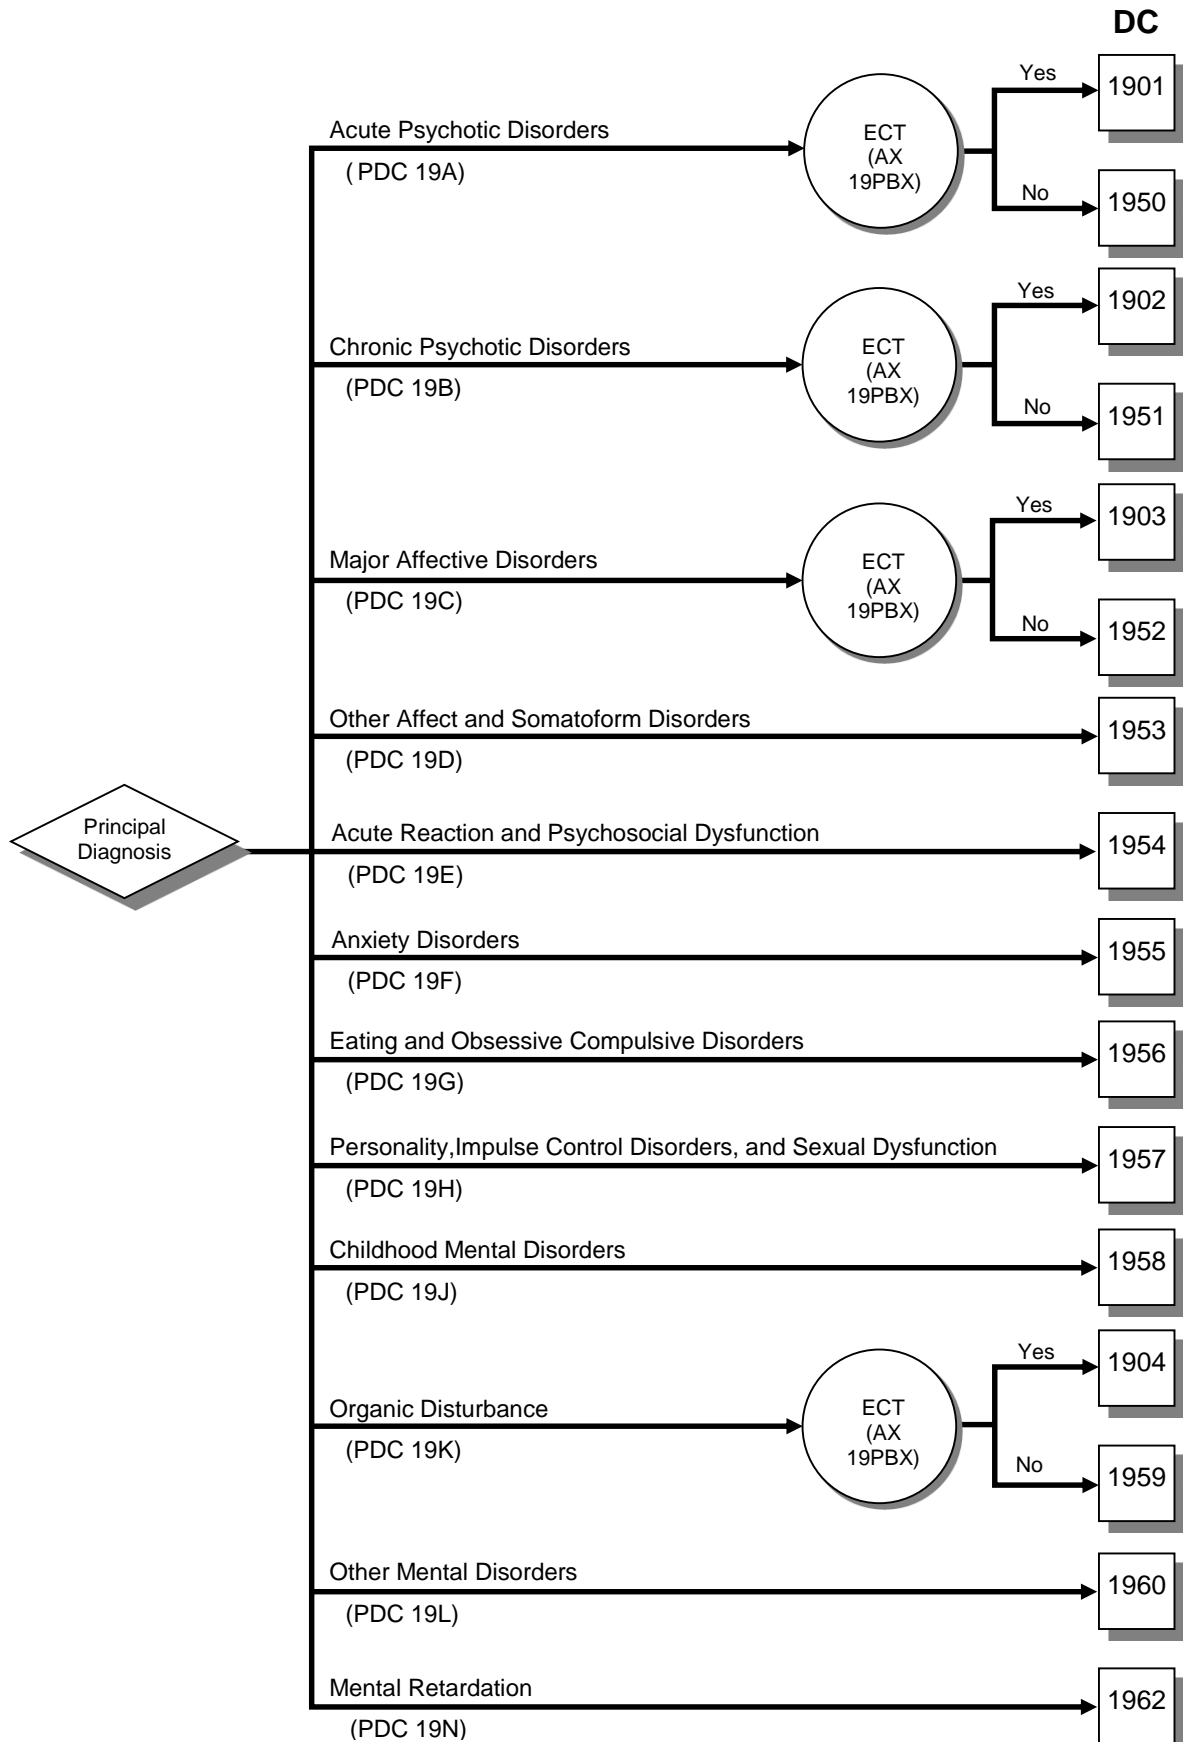 DC
Yes
1901
Acute Psychotic Disorders
( PDC 19A)
ECT
(AX
19PBX)
No
1950
Yes
1902
Chronic Psychotic Disorders
(PDC 19B)
ECT
(AX
19PBX)
No
1951
Yes
1903
Major Affective Disorders
(PDC 19C)
ECT
(AX
19PBX)
No
1952
Other Affect and Somatoform Disorders
(PDC 19D)
1953
Principal
Diagnosis
Acute Reaction and Psychosocial Dysfunction
(PDC 19E)
1954
Anxiety Disorders
(PDC 19F)
1955
Eating and Obsessive Compulsive Disorders
(PDC 19G)
1956
Personality,Impulse Control Disorders, and Sexual Dysfunction
(PDC 19H)
1957
Childhood Mental Disorders
(PDC 19J)
1958
Yes
1904
Organic Disturbance
(PDC 19K)
ECT
(AX
19PBX)
No
1959
Other Mental Disorders
(PDC 19L)
1960
Mental Retardation
(PDC 19N)
1962